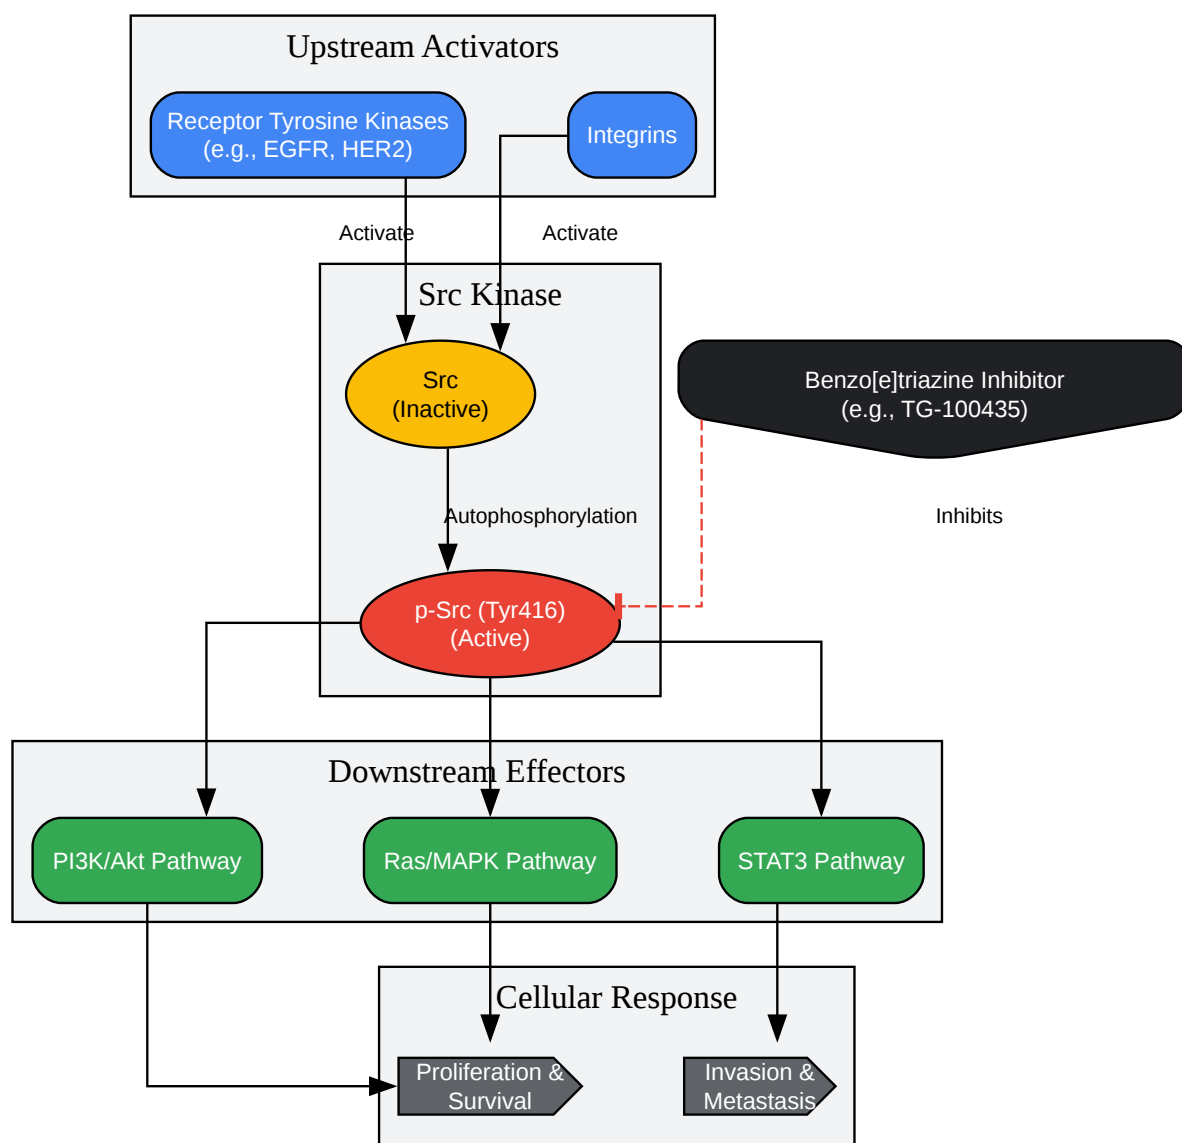 Upstream Activators
Receptor Tyrosine Kinases
(e.g., EGFR, HER2)
Integrins
Activate
Activate
Src Kinase
Src
(Inactive)
Benzo[e]triazine Inhibitor
(e.g., TG-100435)
Autophosphorylation
Inhibits
p-Src (Tyr416)
(Active)
Downstream Effectors
PI3K/Akt Pathway
Ras/MAPK Pathway
STAT3 Pathway
Cellular Response
Proliferation &
Survival
Invasion &
Metastasis